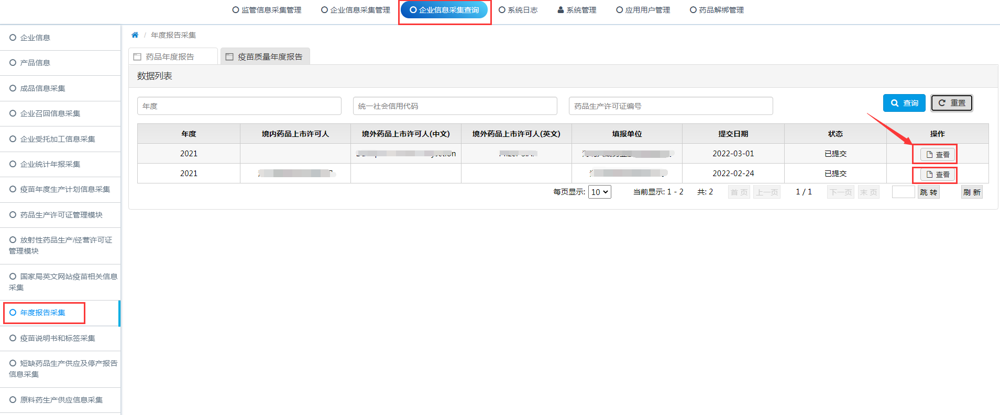 监管信息采集管理 企业信息采集管理 企业信息采集查询 系统日志 系统管理 应用用户管理 药品解绑管理
企业信息
产品信息
成品信息采集
企业召回信息采集
企业受托加工信息采集
企业统计年报采集
疫苗年度生产计划信息采集
药品生产许可证管理模块
放射性药品生产/经营许可证
管理模块
国家局英文网站疫苗相关信息
采集
年度报告采集
疫苗说明书和标签采集
短缺药品生产供应及停产报告
信息采集
原料药生产供应信息采集
/ 年度报告采集
药品年度报告 疫苗质量年度报告
数据列表
年度 统一社会信用代码 药品生产许可证编号 查询 重置
年度 境内药品上市许可人 境外药品上市许可人(中文) 境外药品上市许可人(英文) 填报单位 提交日期 状态 操作
2021 2022-03-01 已提交 查看
2021 2022-02-24 已提交 查看
每页显示: 10 当前显示: 1 - 2 共: 2 首 页 上一页 1 / 1 下一页 末 页 跳 转 刷 新